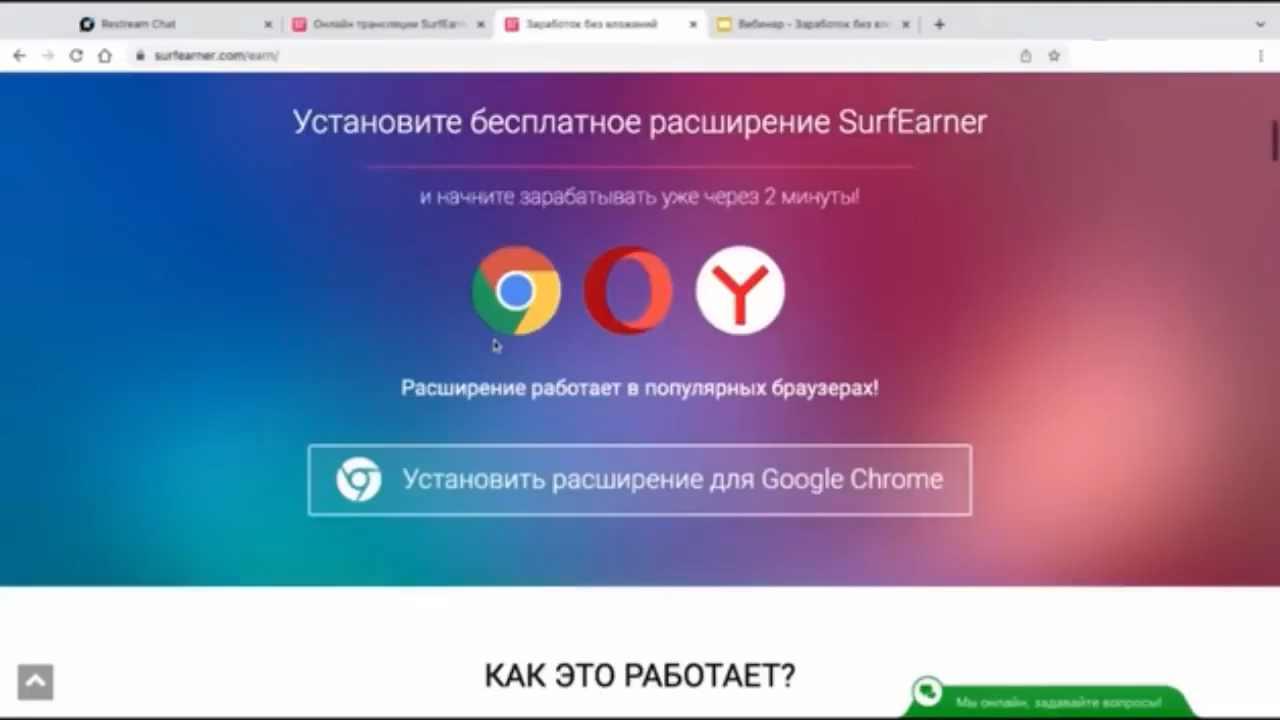 Restream Chat
Онлайн трансляции SurfEarn
Заработок без вложений
Вебинар - Заработок без вло
surfearner.com/earn/
Установите бесплатное расширение SurfEarner
и начните зарабатывать уже через 2 минуты!
Расширение работает в популярных браузерах!
Установить расширение для Google Chrome
КАК ЭТО РАБОТАЕТ?
Мы онлайн, задавайте вопросы!